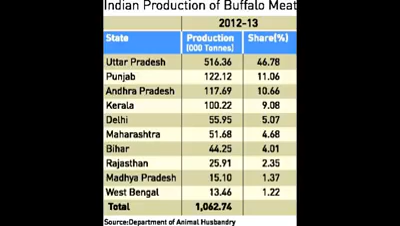 Indian Production of Buffalo Meat
2012-13
State Production (000 Tonnes) Share(%)
Uttar Pradesh 516.36 46.78
Punjab 122.12 11.06
Andhra Pradesh 117.69 10.66
Kerala 100.22 9.08
Delhi 55.95 5.07
Maharashtra 51.68 4.68
Bihar 44.25 4.01
Rajasthan 25.91 2.35
Madhya Pradesh 15.10 1.37
West Bengal 13.46 1.22
Total 1,062.74
Source:Department of Animal Husbandry